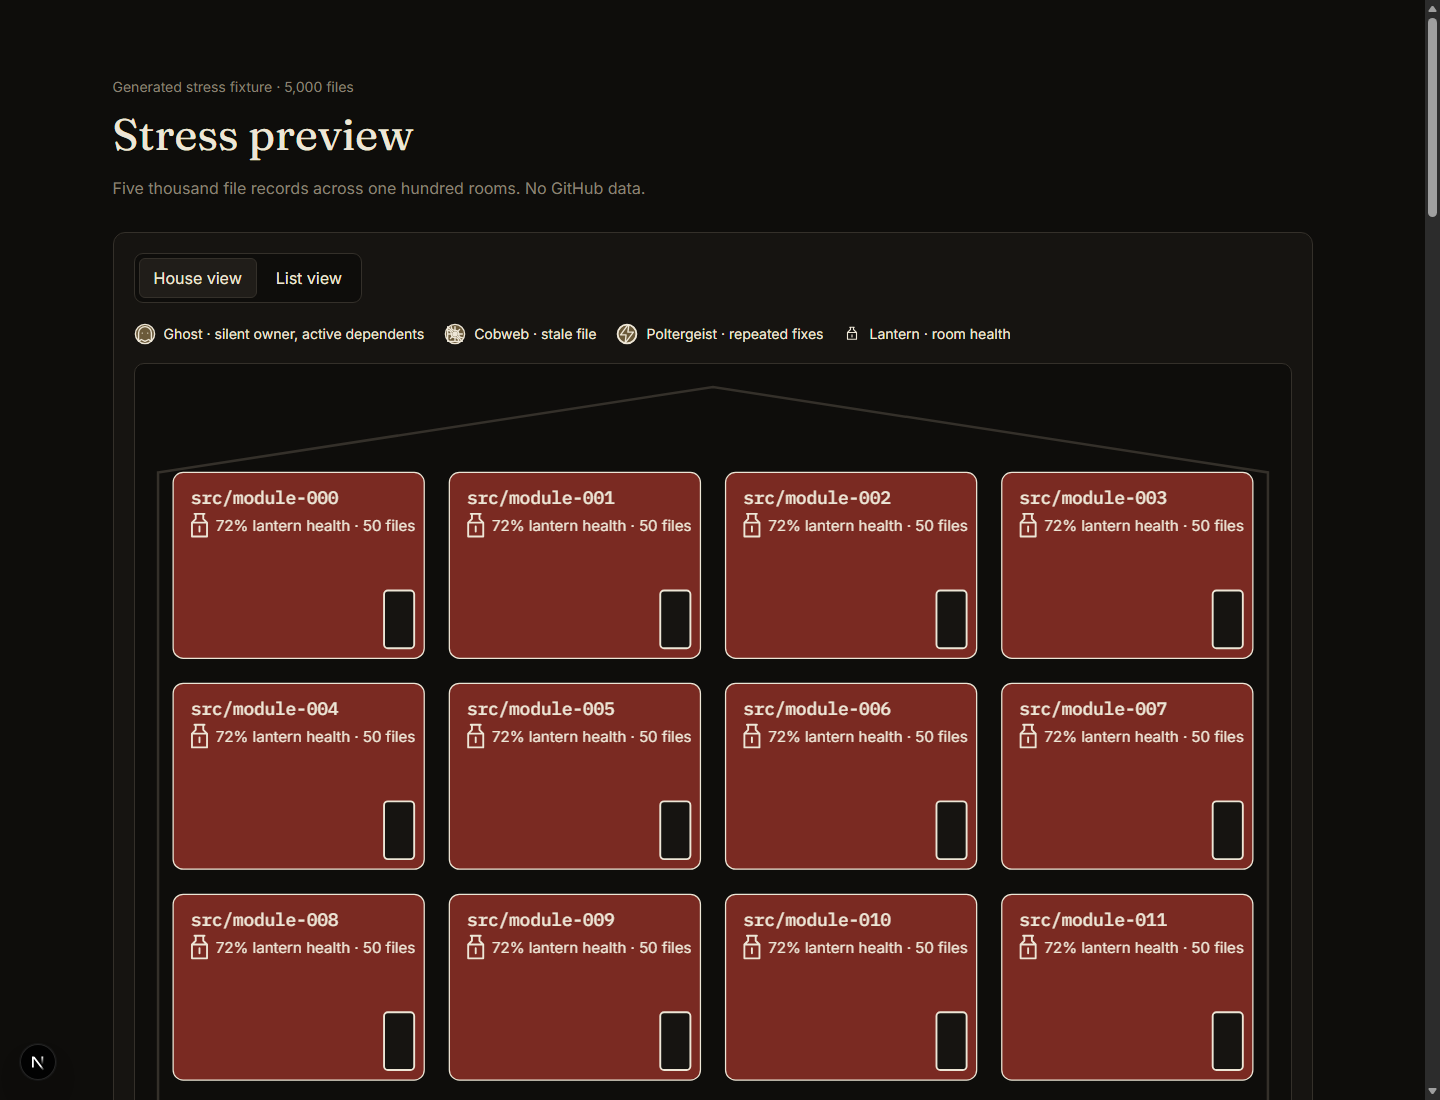 Generated stress fixture · 5,000 files
Stress preview
Five thousand file records across one hundred rooms. No GitHub data.
House view List view
Ghost · silent owner, active dependents Cobweb · stale file Poltergeist · repeated fixes Lantern · room health
src/module-000 src/module-001 src/module-002 src/module-003
72% lantern health · 50 files 72% lantern health · 50 files 72% lantern health · 50 files 72% lantern health · 50 files
src/module-004 src/module-005 src/module-006 src/module-007
72% lantern health · 50 files 72% lantern health · 50 files 72% lantern health · 50 files 72% lantern health · 50 files
src/module-008 src/module-009 src/module-010 src/module-011
72% lantern health · 50 files 72% lantern health · 50 files 72% lantern health · 50 files 72% lantern health · 50 files
N